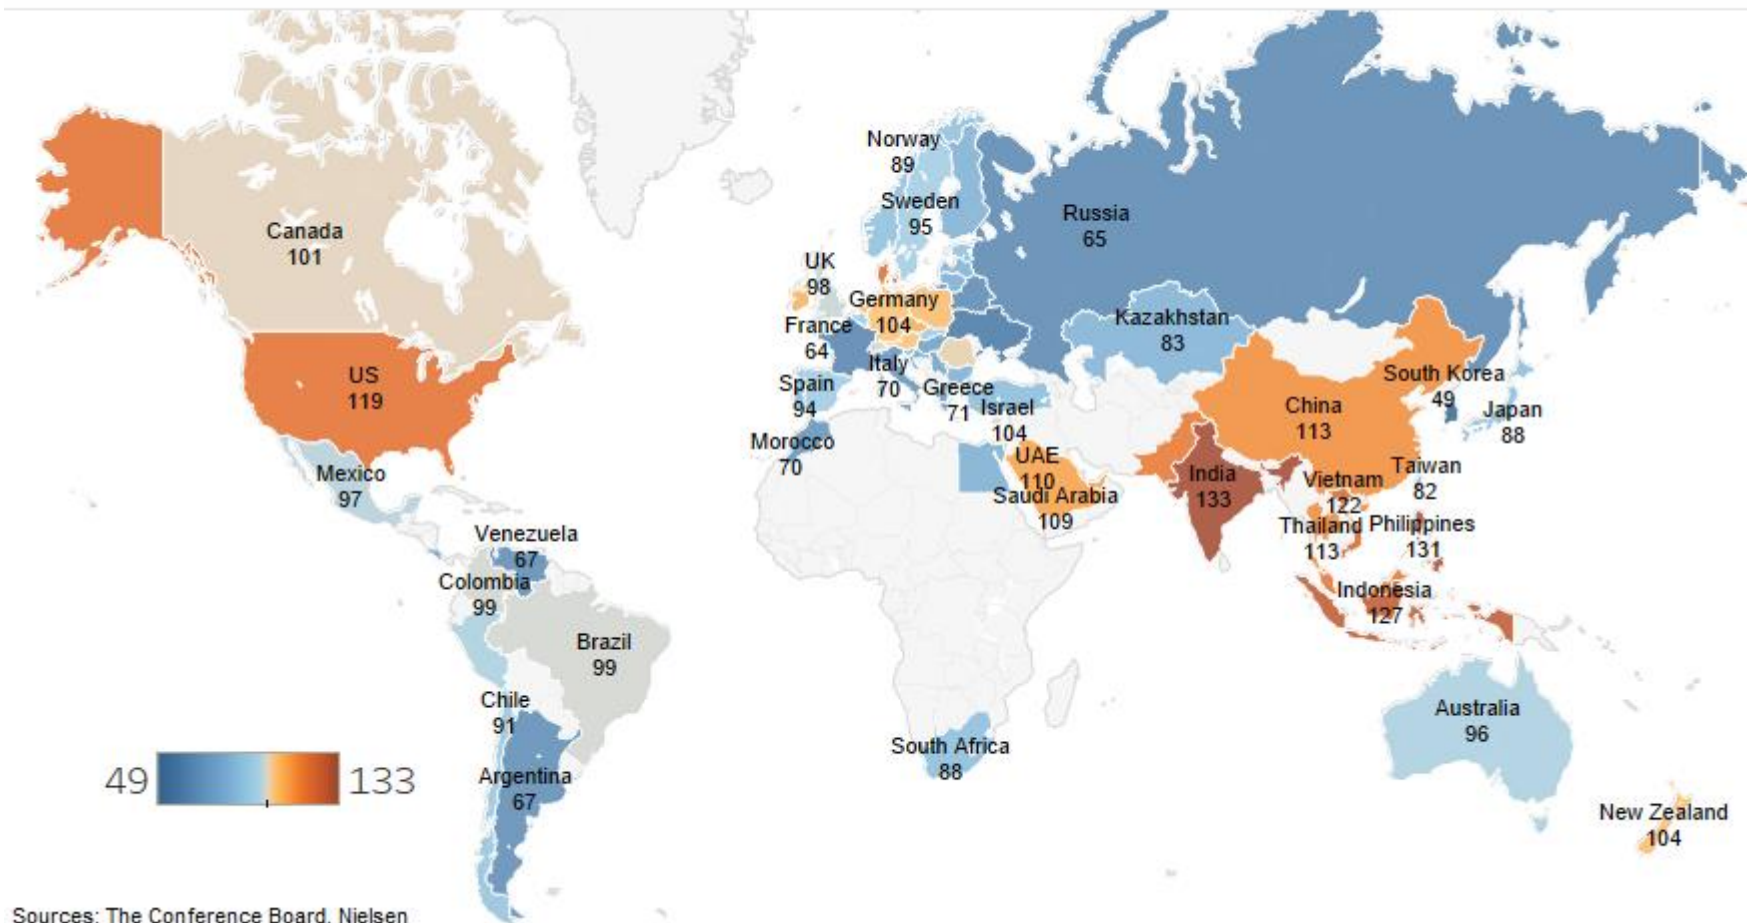 Norway
89
Sweden
95
Russia
65
Canada
101
UK
98
Germany
104
France
64
Kazakhstan
83
Italy
70
South Korea
49
US
119
Spain
94
Greece
71
Israel
104
China
113
Japan
88
Morocco
70
UAE
110
Mexico
97
India
133
Vietnam
122
Taiwan
82
Saudi Arabia
109
Thailand
113
Philippines
131
Venezuela
67
Colombia
99
Indonesia
127
Brazil
99
Chile
91
Australia
96
South Africa
88
Argentina
67
49
133
New Zealand
104
Sources: The Conference Board, Nielsen